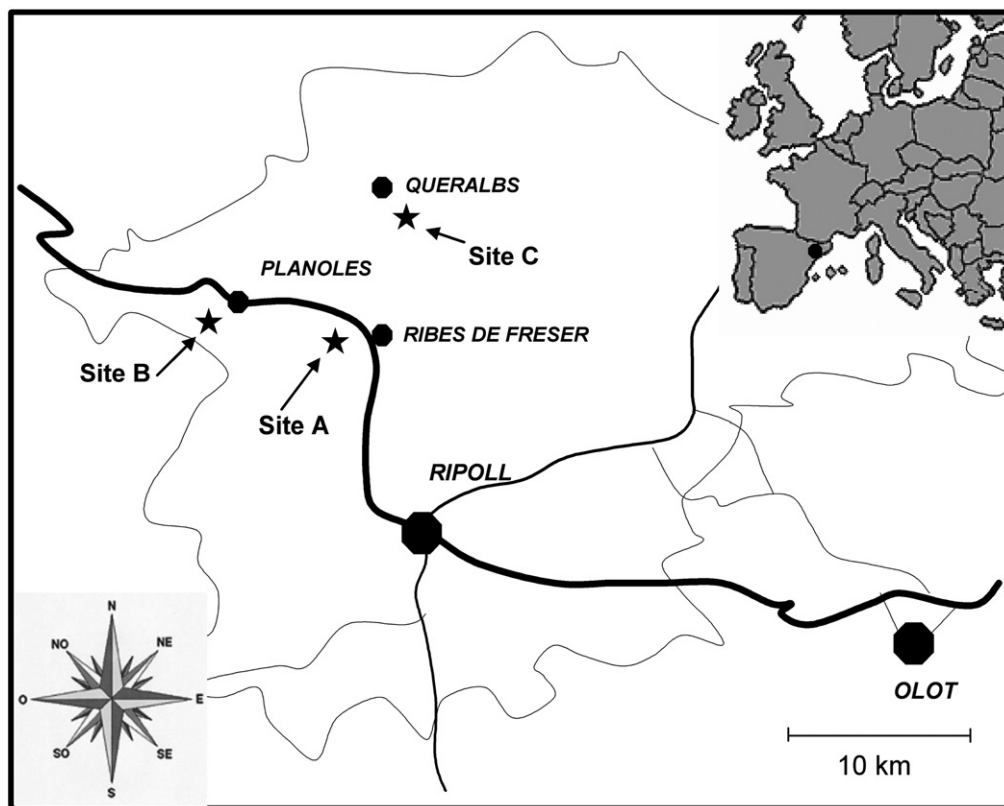 QUERALBS
Site C
PLANOLES
RIBES DE FRESER
Site B
Site A
RIPOLL
N
NO
NE
O
E
SO
SE
S
OLOT
10 km